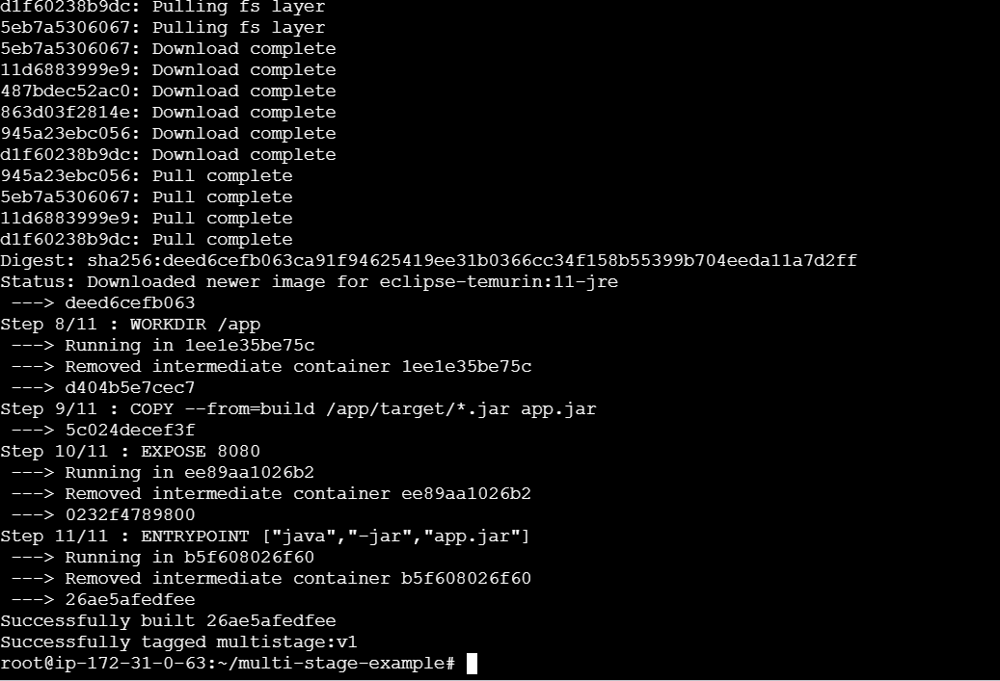 d1f60238b9dc: Pulling fs layer
5eb7a5306067: Pulling fs layer
5eb7a5306067: Download complete
11d6883999e9: Download complete
487bdec52ac0: Download complete
863d03f2814e: Download complete
945a23ebc056: Download complete
d1f60238b9dc: Download complete
945a23ebc056: Pull complete
5eb7a5306067: Pull complete
11d6883999e9: Pull complete
d1f60238b9dc: Pull complete
Digest: sha256:deed6cefb063ca91f94625419ee31b0366cc34f158b55399b704eeda11a7d2ff
Status: Downloaded newer image for eclipse-temurin:11-jre
 ---> deed6cefb063
Step 8/11 : WORKDIR /app
 ---> Running in 1ee1e35be75c
 ---> Removed intermediate container 1ee1e35be75c
 ---> d404b5e7cec7
Step 9/11 : COPY --from=build /app/target/*.jar app.jar
 ---> 5c024decef3f
Step 10/11 : EXPOSE 8080
 ---> Running in ee89aa1026b2
 ---> Removed intermediate container ee89aa1026b2
 ---> 0232f4789800
Step 11/11 : ENTRYPOINT ["java","-jar","app.jar"]
 ---> Running in b5f608026f60
 ---> Removed intermediate container b5f608026f60
 ---> 26ae5afedfee
Successfully built 26ae5afedfee
Successfully tagged multistage:v1
root@ip-172-31-0-63:~/multi-stage-example#